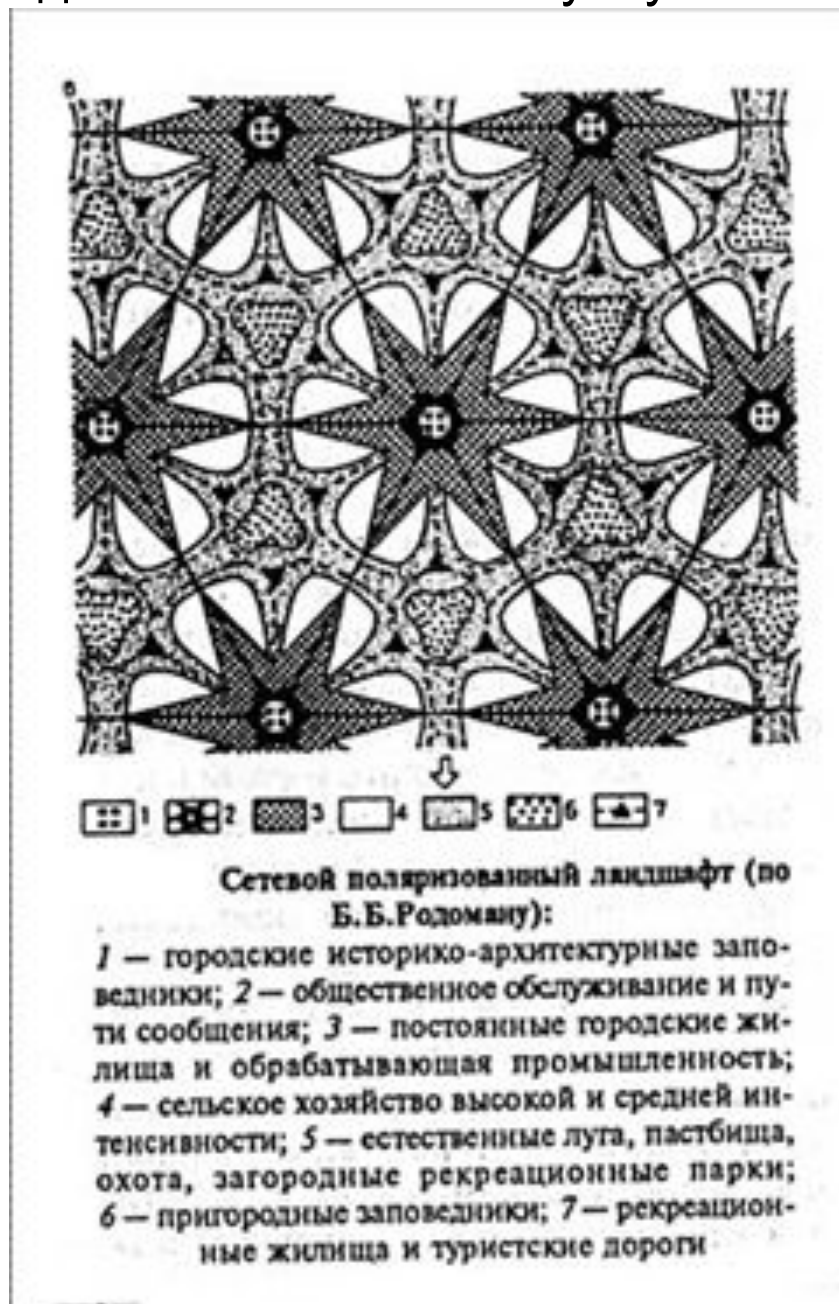 б
1 2 3 4 5 6 7
Сетевой поляризованный ландшафт (по
Б.Б.Родоману):
1 — городские историко-архитектурные запо-
ведники; 2 — общественное обслуживание и пу-
ти сообщения; 3 — постоянные городские жи-
лища и обрабатывающая промышленность;
4 — сельское хозяйство высокой и средней ин-
тенсивности; 5 — естественные луга, пастбища,
охота, загородные рекреационные парки;
6 — пригородные заповедники; 7 — рекреацион-
ные жилища и туристские дороги